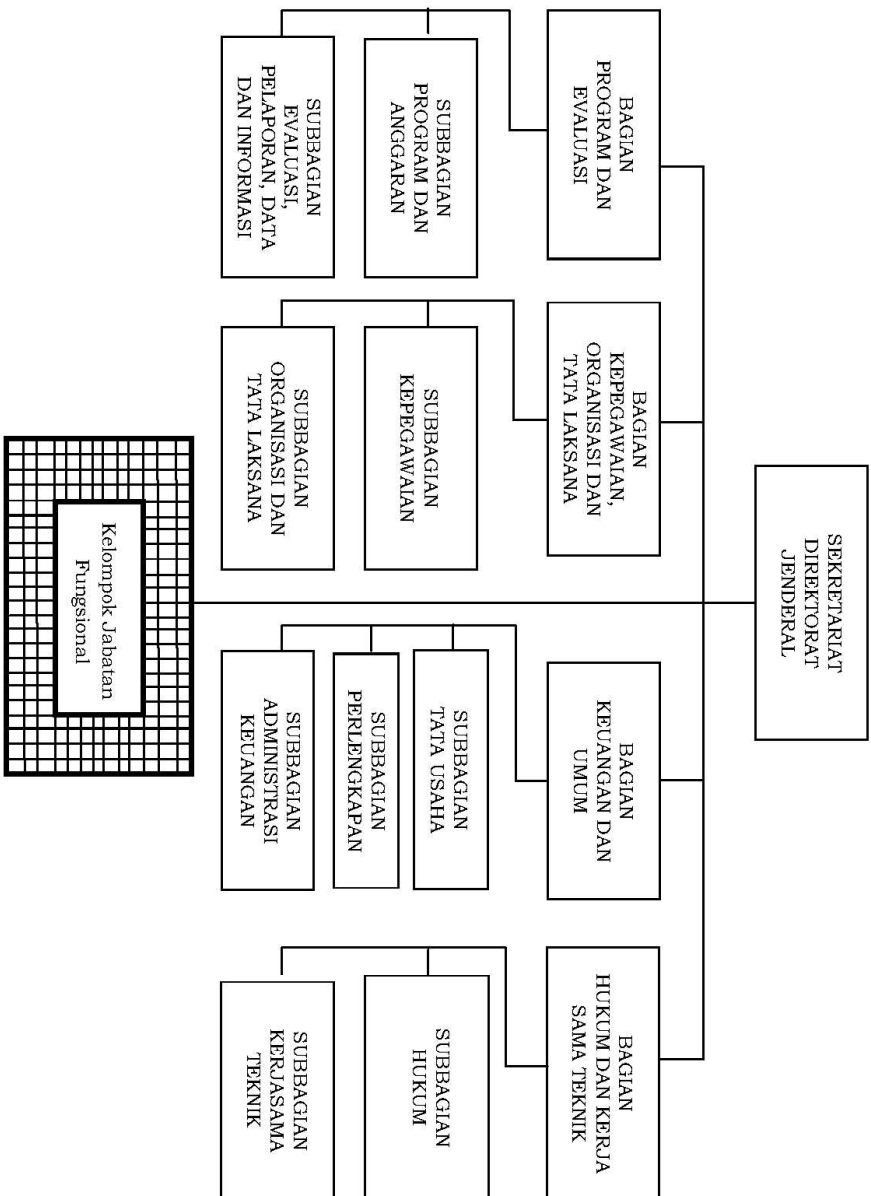 SEKRETARIAT
DIREKTORAT
JENDERAL
BAGIAN
PROGRAM DAN
EVALUASI
SUBBAGIAN
PROGRAM DAN
ANGGARAN
SUBBAGIAN
EVALUASI,
PELAPORAN, DATA
DAN INFORMASI
BAGIAN
KEPEGAWAIAN,
ORGANISASI DAN
TATA LAKSANA
SUBBAGIAN
KEPEGAWAIAN
SUBBAGIAN
ORGANISASI DAN
TATA LAKSANA
BAGIAN
KEUANGAN DAN
UMUM
SUBBAGIAN
TATA USAHA
SUBBAGIAN
PERLENGKAPAN
SUBBAGIAN
ADMINISTRASI
KEUANGAN
BAGIAN
HUKUM DAN KERJA
SAMA TEKNIK
SUBBAGIAN
HUKUM
SUBBAGIAN
KERJASAMA
TEKNIK
Kelompok Jabatan
Fungsional